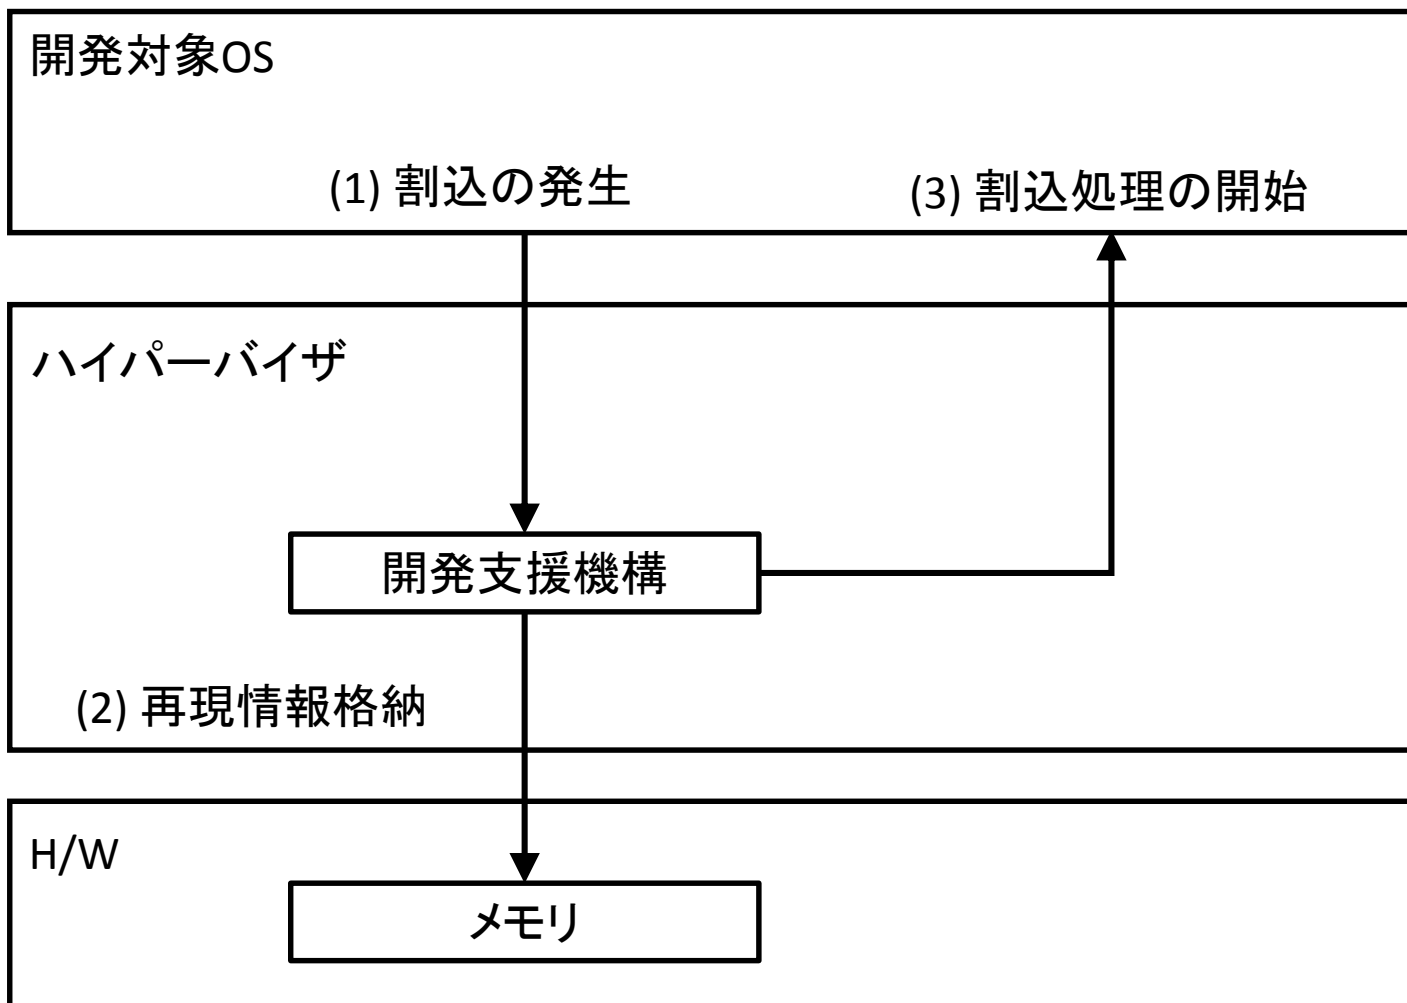 開発対象OS
(1) 割込の発生
(3) 割込処理の開始
ハイパーバイザ
開発支援機構
(2) 再現情報格納
H/W
メモリ